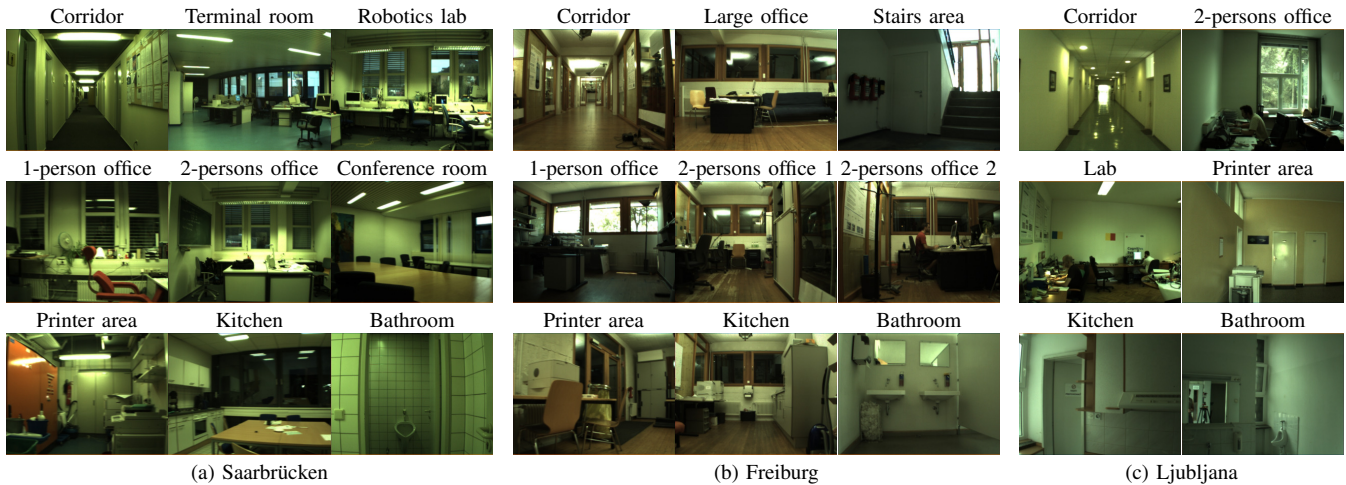 Corridor Terminal room Robotics lab Corridor Large office Stairs area Corridor 2-persons office
1-person office 2-persons office Conference room 1-person office 2-persons office 1 2-persons office 2 Lab Printer area
Printer area Kitchen Bathroom Printer area Kitchen Bathroom Kitchen Bathroom
(a) Saarbrücken (b) Freiburg (c) Ljubljana